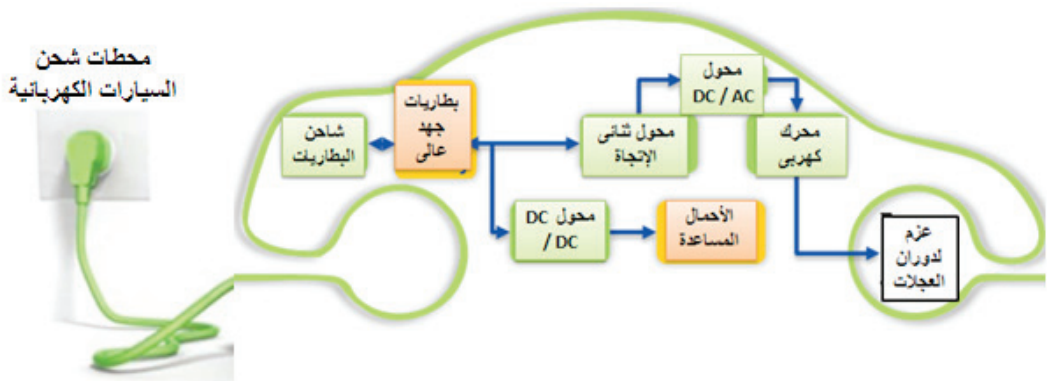 محطات شحن
السيارات الكهربائية
شاحن
البطاريات
بطاريات
جهد
عالى
محول ثنائى
الإتجاة
محول
DC / AC
محرك
كهربى
محول DC
/ DC
الأحمال
المساعدة
عزم
لدوران
العجلات